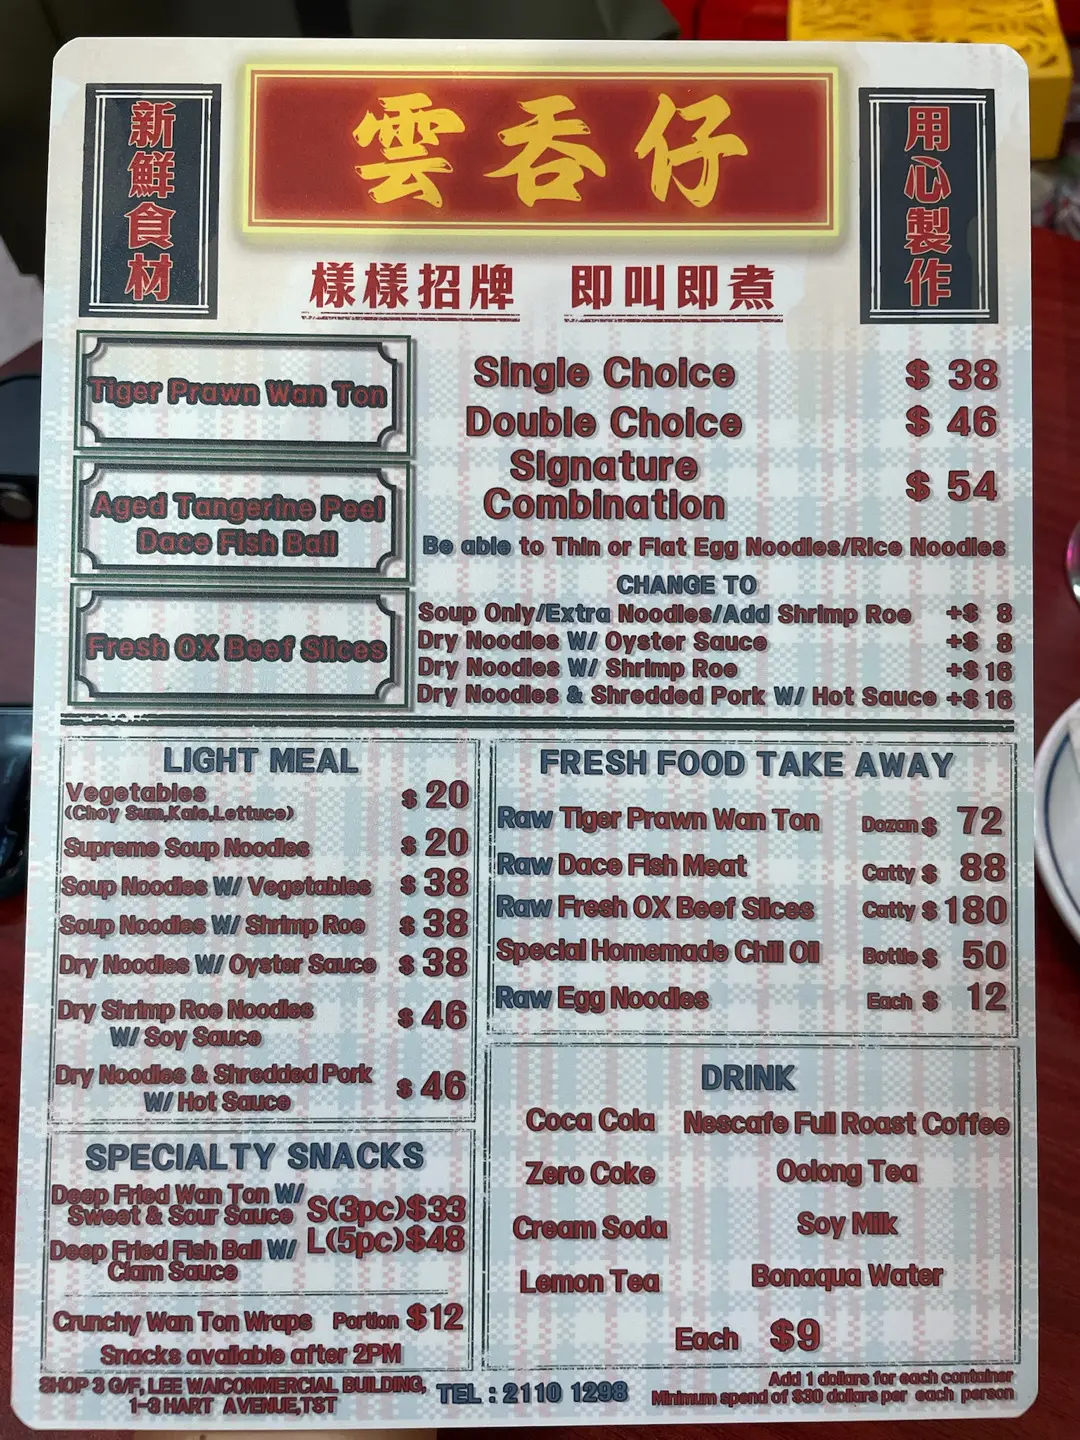 新鮮食材
雲吞仔
用心製作
樣樣招牌 即叫即煮
Tiger Prawn Wan Ton
Aged Tangerine Peel
Dace Fish Ball
Fresh OX Beef Slices
Single Choice $ 38
Double Choice $ 46
Signature
Combination $ 54
Be able to Thin or Flat Egg Noodles/Rice Noodles
CHANGE TO
Soup Only/Extra Noodles/Add Shrimp Roe +$ 8
Dry Noodles W/ Oyster Sauce +$ 8
Dry Noodles W/ Shrimp Roe +$ 16
Dry Noodles & Shredded Pork W/ Hot Sauce +$ 16
LIGHT MEAL
Vegetables $ 20
(Choy Sum,Kale,Lettuce)
Supreme Soup Noodles $ 20
Soup Noodles W/ Vegetables $ 38
Soup Noodles W/ Shrimp Roe $ 38
Dry Noodles W/ Oyster Sauce $ 38
Dry Shrimp Roe Noodles
W/ Soy Sauce $ 46
Dry Noodles & Shredded Pork
W/ Hot Sauce $ 46
SPECIALTY SNACKS
Deep Fried Wan Ton W/
Sweet & Sour Sauce S(3pc)$33
Deep Fried Fish Ball W/ L(5pc)$48
Clam Sauce
Crunchy Wan Ton Wraps Portion $12
Snacks available after 2PM
FRESH FOOD TAKE AWAY
Raw Tiger Prawn Wan Ton Dozan $ 72
Raw Dace Fish Meat Catty $ 88
Raw Fresh OX Beef Slices Catty $ 180
Special Homemade Chili Oil Bottle $ 50
Raw Egg Noodles Each $ 12
DRINK
Coca Cola Nescafe Full Roast Coffee
Zero Coke Oolong Tea
Cream Soda Soy Milk
Lemon Tea Bonaqua Water
Each $9
SHOP 3 G/F, LEE WAICOMMERCIAL BUILDING,
1-3 HART AVENUE,TST
TEL : 2110 1298
Add 1 dollars for each container
Minimum spend of $30 dollars per each person